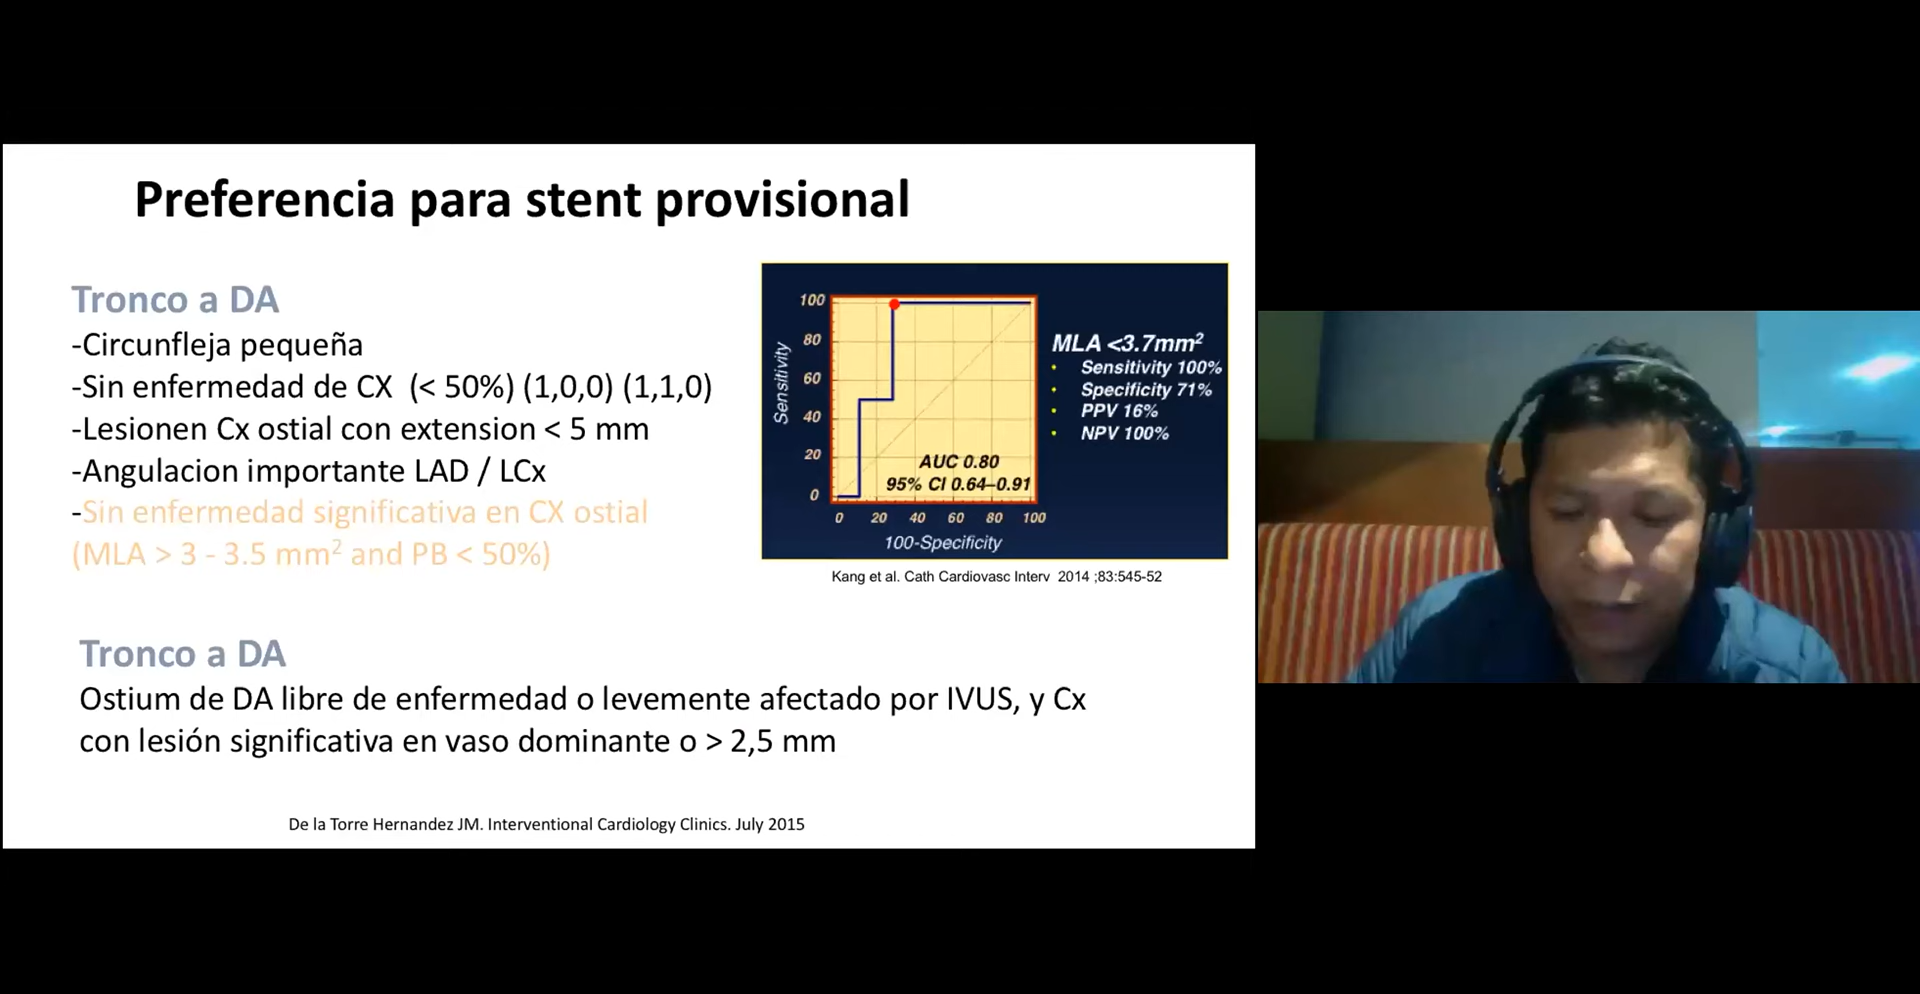 Preferencia para stent provisional
Tronco a DA
-Circunfleja pequeña
-Sin enfermedad de CX (< 50%) (1,0,0) (1,1,0)
-Lesionen Cx ostial con extension < 5 mm
-Angulacion importante LAD / LCx
-Sin enfermedad significativa en CX ostial
(MLA > 3 - 3.5 mm² and PB < 50%)
Sensitivity
100
80
60
40
20
0
AUC 0.80
95% CI 0.64–0.91
0 20 40 60 80 100
100-Specificity
MLA <3.7mm²
• Sensitivity 100%
• Specificity 71%
• PPV 16%
• NPV 100%
Kang et al. Cath Cardiovasc Interv 2014 ;83:545-52
Tronco a DA
Ostium de DA libre de enfermedad o levemente afectado por IVUS, y Cx
con lesión significativa en vaso dominante o > 2,5 mm
De la Torre Hernandez JM. Interventional Cardiology Clinics. July 2015